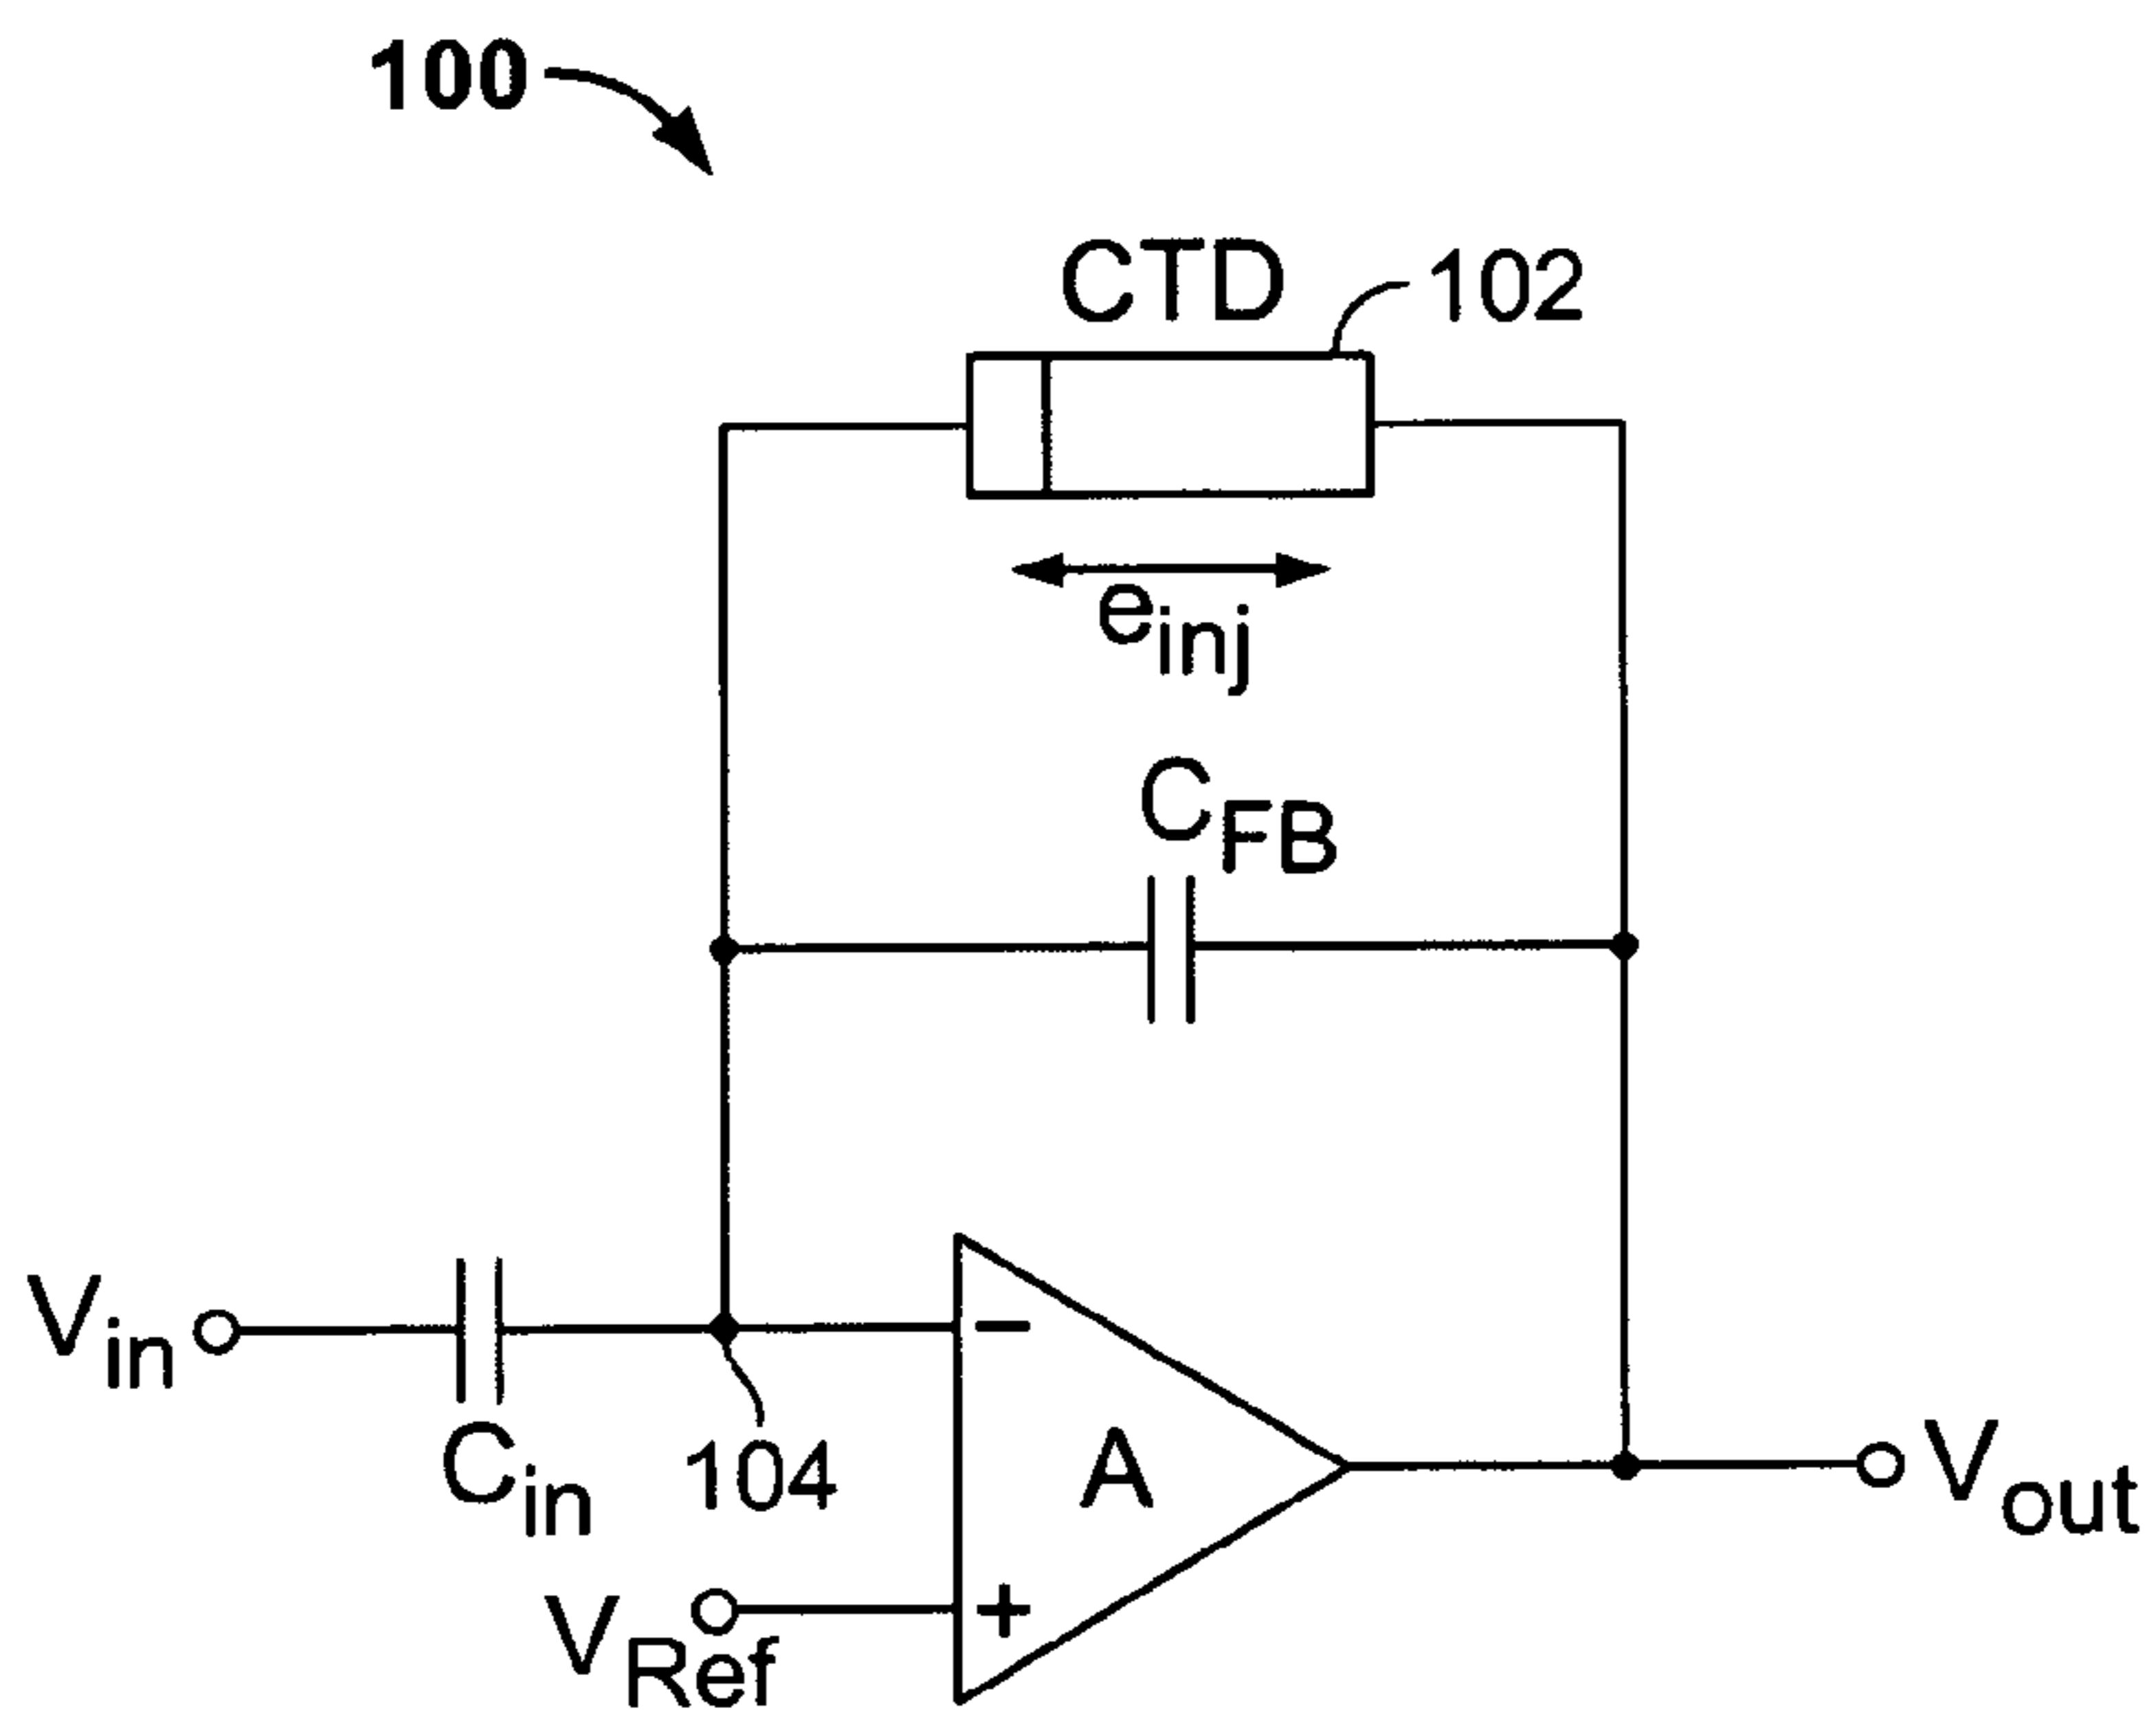 100
CTD 102
e_inj
C_FB
V_in
C_in
104
A
−
+
V_Ref
V_out